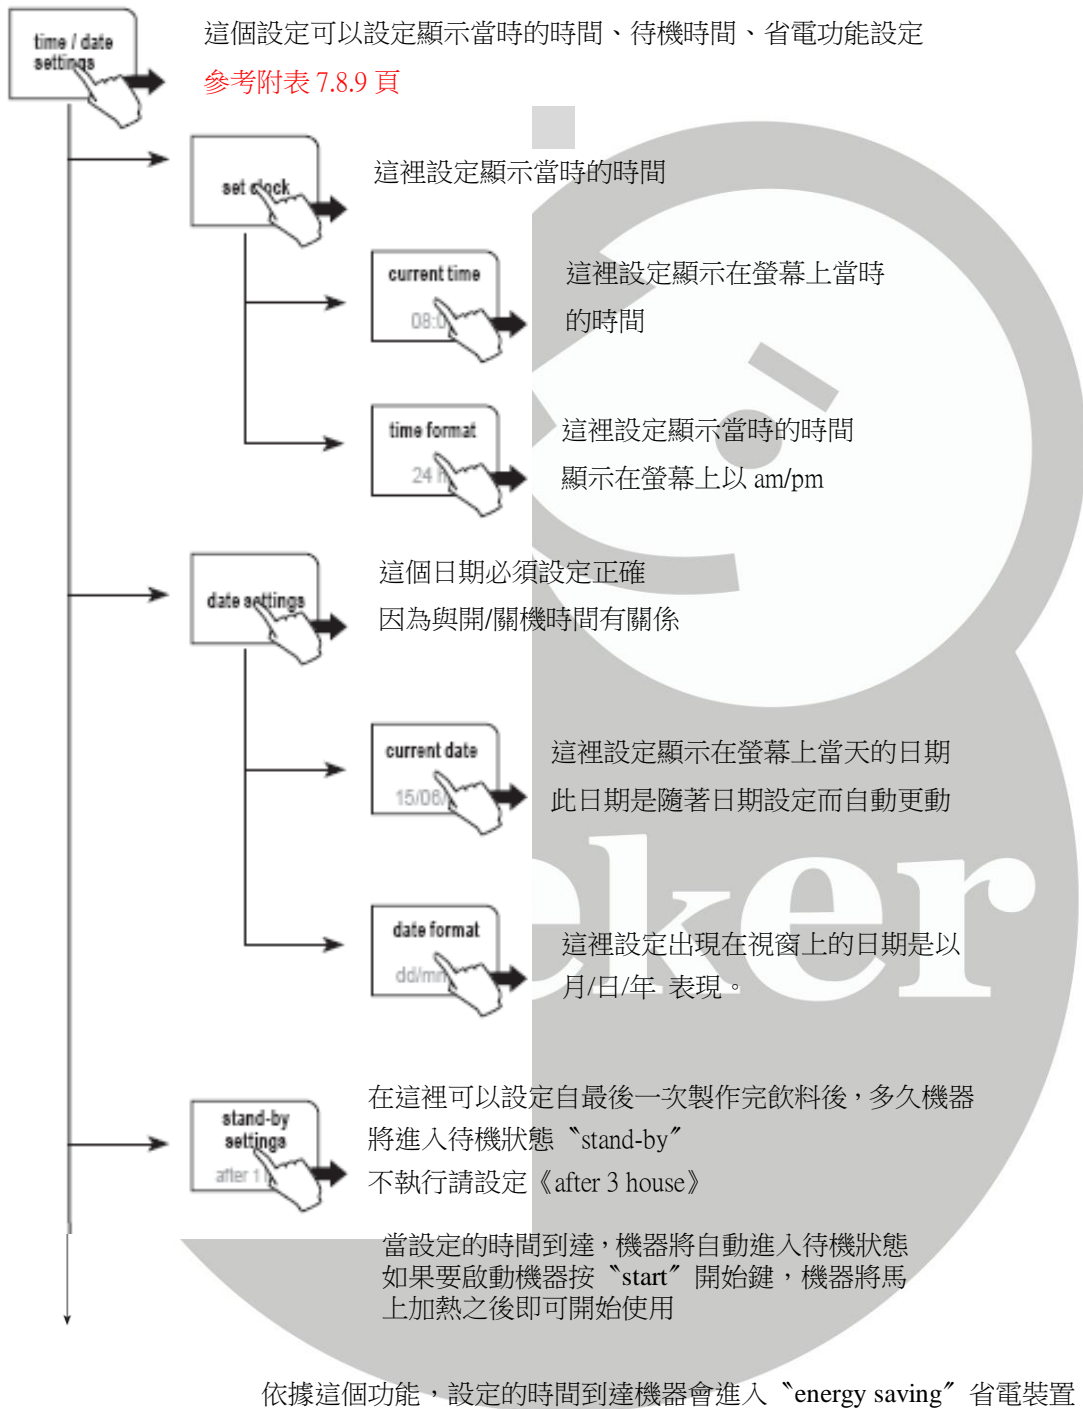 time / date
settings
這個設定可以設定顯示當時的時間、待機時間、省電功能設定
參考附表 7.8.9 頁
set clock
這裡設定顯示當時的時間
current time
08:0
這裡設定顯示在螢幕上當時
的時間
time format
24 h
這裡設定顯示當時的時間
顯示在螢幕上以 am/pm
date settings
這個日期必須設定正確
因為與開/關機時間有關係
current date
15/06/
這裡設定顯示在螢幕上當天的日期
此日期是隨著日期設定而自動更動
eker
date format
dd/mm
這裡設定出現在視窗上的日期是以
月/日/年 表現。
stand-by
settings
after 1
在這裡可以設定自最後一次製作完飲料後，多久機器
將進入待機狀態〝stand-by〞
不執行請設定《after 3 house》
當設定的時間到達，機器將自動進入待機狀態
如果要啟動機器按〝start〞開始鍵，機器將馬
上加熱之後即可開始使用
依據這個功能，設定的時間到達機器會進入〝energy saving〞省電裝置